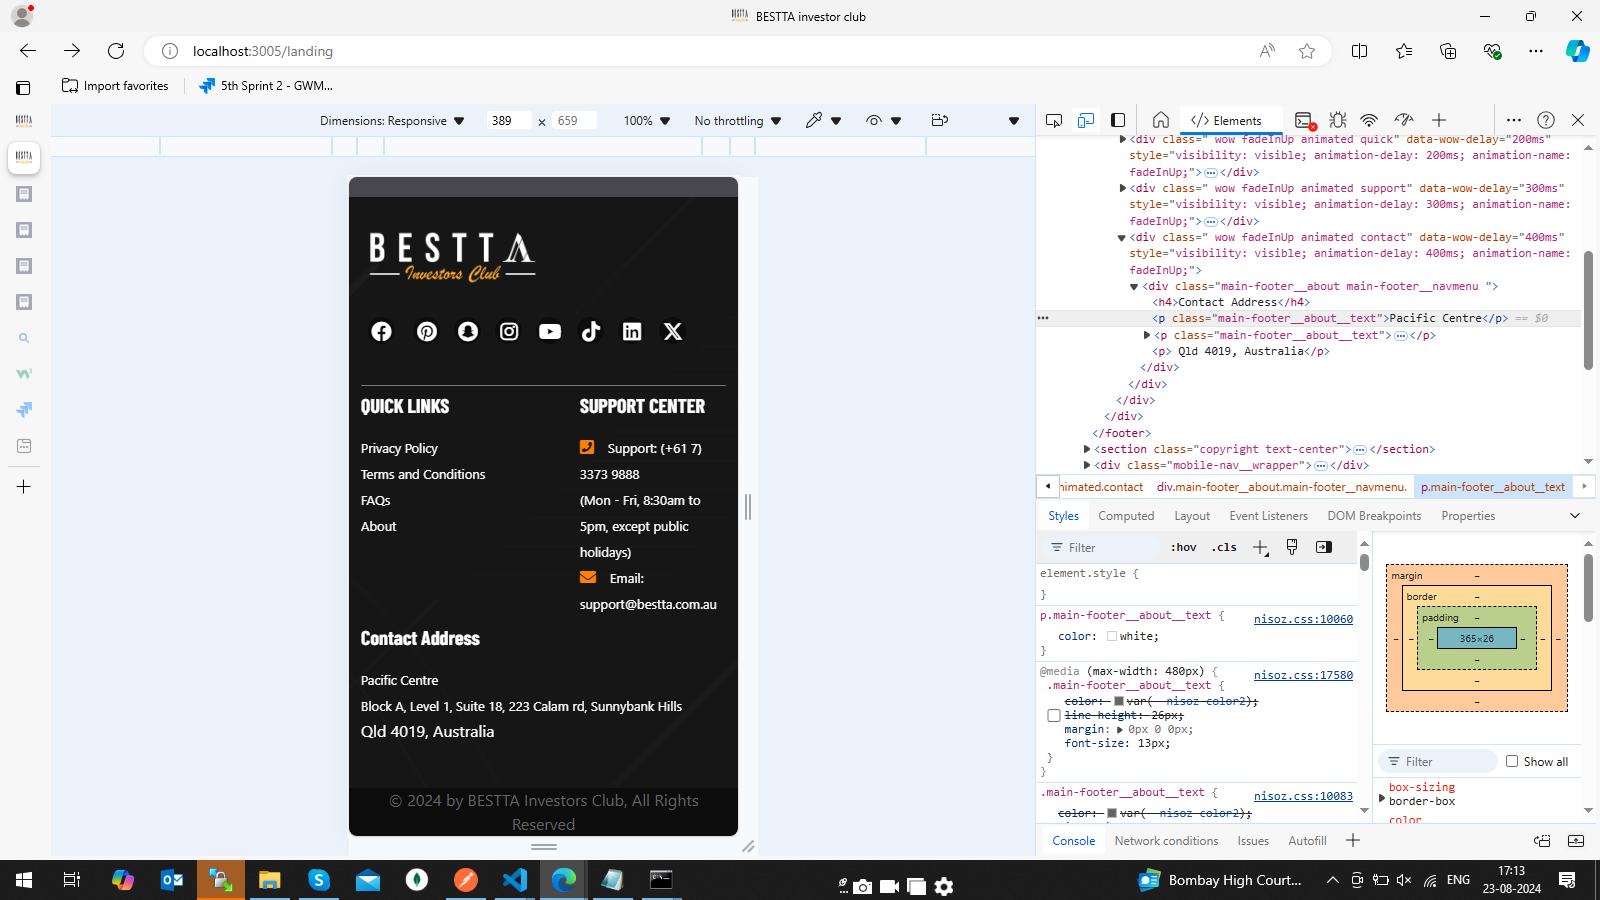 BESTTA investor club
localhost:3005/landing
Import favorites
5th Sprint 2 - GWM...
Dimensions: Responsive
389
×
659
100%
No throttling
Elements
<div class=" wow fadeInUp animated quick" data-wow-delay="200ms"
style="visibility: visible; animation-delay: 200ms; animation-name:
fadeInUp;"> </div>
<div class=" wow fadeInUp animated support" data-wow-delay="300ms"
style="visibility: visible; animation-delay: 300ms; animation-name:
fadeInUp;"> </div>
<div class=" wow fadeInUp animated contact" data-wow-delay="400ms"
style="visibility: visible; animation-delay: 400ms; animation-name:
fadeInUp;">
<div class="main-footer__about main-footer__navmenu ">
<h4>Contact Address</h4>
<p class="main-footer__about__text">Pacific Centre</p> == $0
<p class="main-footer__about__text"> </p>
<p> Qld 4019, Australia</p>
</div>
</div>
</div>
</div>
</footer>
<section class="copyright text-center"> </section>
<div class="mobile-nav__wrapper"> </div>
nimated.contact
div.main-footer__about.main-footer__navmenu.
p.main-footer__about__text
Styles
Computed
Layout
Event Listeners
DOM Breakpoints
Properties
Filter
:hov
.cls
element.style {
}
p.main-footer__about__text {
nisoz.css:10060
color: white;
}
@media (max-width: 480px) {
nisoz.css:17580
.main-footer__about__text {
color: var(--nisoz-color2);
line-height: 26px;
margin: 0px 0 0px;
font-size: 13px;
}
}
.main-footer__about__text {
nisoz.css:10083
color: var(--nisoz-color2);
margin
border
padding
365×26
Filter
Show all
box-sizing
border-box
color
Console
Network conditions
Issues
Autofill
BESTTA
Investors Club
QUICK LINKS
Privacy Policy
Terms and Conditions
FAQs
About
SUPPORT CENTER
Support: (+61 7)
3373 9888
(Mon - Fri, 8:30am to
5pm, except public
holidays)
Email:
support@bestta.com.au
Contact Address
Pacific Centre
Block A, Level 1, Suite 18, 223 Calam rd, Sunnybank Hills
Qld 4019, Australia
© 2024 by BESTTA Investors Club, All Rights
Reserved
Bombay High Court...
ENG
17:13
23-08-2024